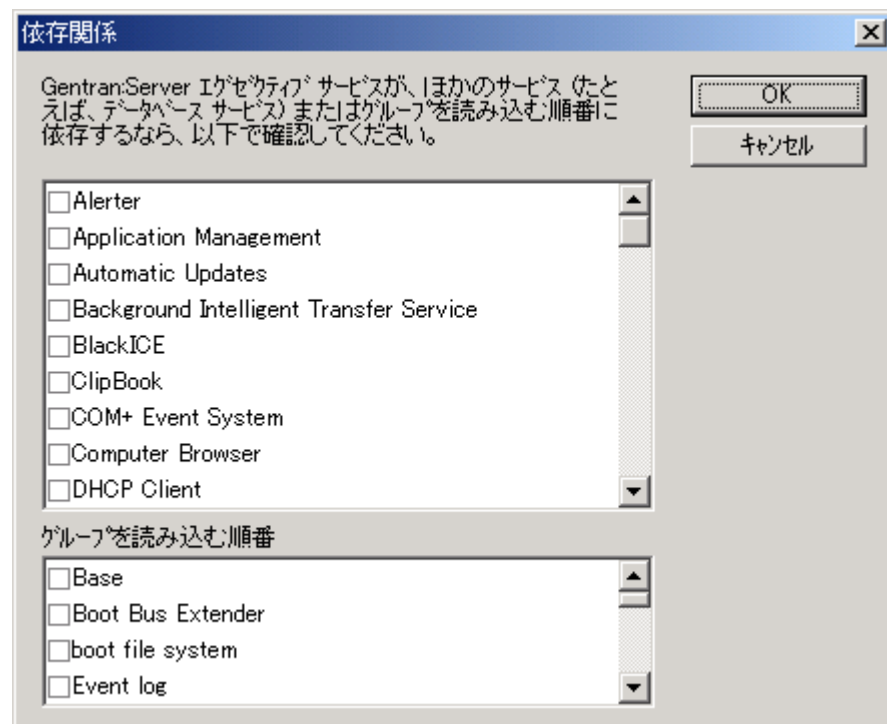 依存関係
Gentran:Server エグゼクティブ サービスが、ほかのサービス (たと
えば、データベース サービス) またはグループを読み込む順番に
依存するなら、以下で確認してください。
OK
キャンセル
Alerter
Application Management
Automatic Updates
Background Intelligent Transfer Service
BlackICE
ClipBook
COM+ Event System
Computer Browser
DHCP Client
グループを読み込む順番
Base
Boot Bus Extender
boot file system
Event log